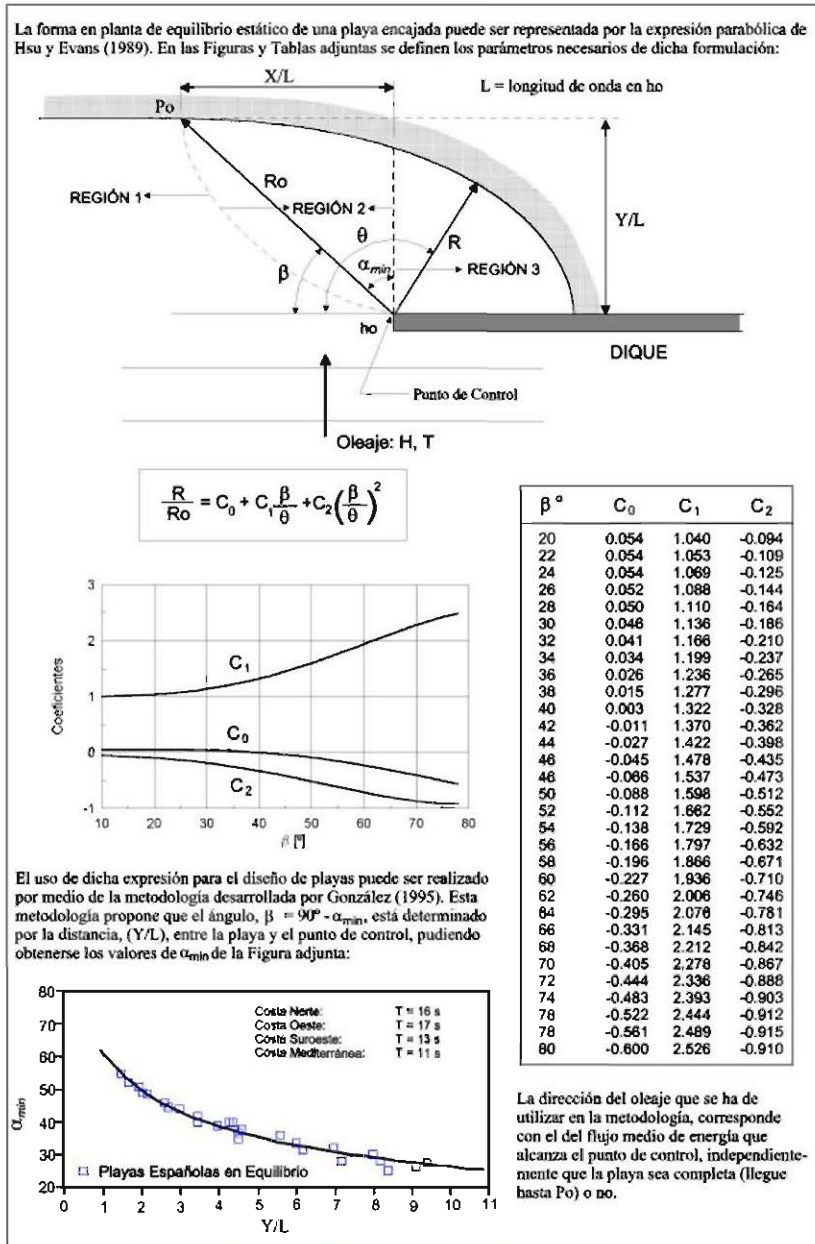 La forma en planta de equilibrio estático de una playa encajada puede ser representada por la expresión parabólica de
Hsu y Evans (1989). En las Figuras y Tablas adjuntas se definen los parámetros necesarios de dicha formulación:
X/L
L = longitud de onda en ho
Po
Ro
REGIÓN 1
REGIÓN 2
θ
R
Y/L
β
α min
REGIÓN 3
ho
DIQUE
Punto de Control
Oleaje: H, T
R/Ro = C0 + C1 β/θ + C2 (β/θ)²
β° C0 C1 C2
20 0.054 1.040 -0.094
22 0.054 1.053 -0.109
24 0.054 1.069 -0.125
26 0.052 1.088 -0.144
28 0.050 1.110 -0.164
30 0.046 1.136 -0.186
32 0.041 1.166 -0.210
34 0.034 1.199 -0.237
36 0.026 1.236 -0.265
38 0.015 1.277 -0.296
40 0.003 1.322 -0.328
42 -0.011 1.370 -0.362
44 -0.027 1.422 -0.398
46 -0.045 1.478 -0.435
48 -0.066 1.537 -0.473
50 -0.088 1.598 -0.512
52 -0.112 1.662 -0.552
54 -0.138 1.729 -0.592
56 -0.166 1.797 -0.632
58 -0.196 1.866 -0.671
60 -0.227 1.936 -0.710
62 -0.260 2.006 -0.746
64 -0.295 2.076 -0.781
66 -0.331 2.145 -0.813
68 -0.368 2.212 -0.842
70 -0.405 2.278 -0.867
72 -0.444 2.336 -0.888
74 -0.483 2.393 -0.903
76 -0.522 2.444 -0.912
78 -0.561 2.489 -0.915
80 -0.600 2.526 -0.910
3
2
1
0
-1
Coeficientes
C1
C0
C2
10 20 30 40 50 60 70 80
β [º]
El uso de dicha expresión para el diseño de playas puede ser realizado
por medio de la metodología desarrollada por González (1995). Esta
metodología propone que el ángulo, β = 90º - αmin, está determinado
por la distancia, (Y/L), entre la playa y el punto de control, pudiendo
obtenerse los valores de αmin de la Figura adjunta:
80
70
60
50
40
30
20
αmin
Costa Norte: T = 16 s
Costa Oeste: T = 17 s
Costa Suroeste: T = 13 s
Costa Mediterránea: T = 11 s
Playas Españolas en Equilibrio
0 1 2 3 4 5 6 7 8 9 10 11
Y/L
La dirección del oleaje que se ha de
utilizar en la metodología, corresponde
con el del flujo medio de energía que
alcanza el punto de control, independiente-
mente que la playa sea completa (llegue
hasta Po) o no.